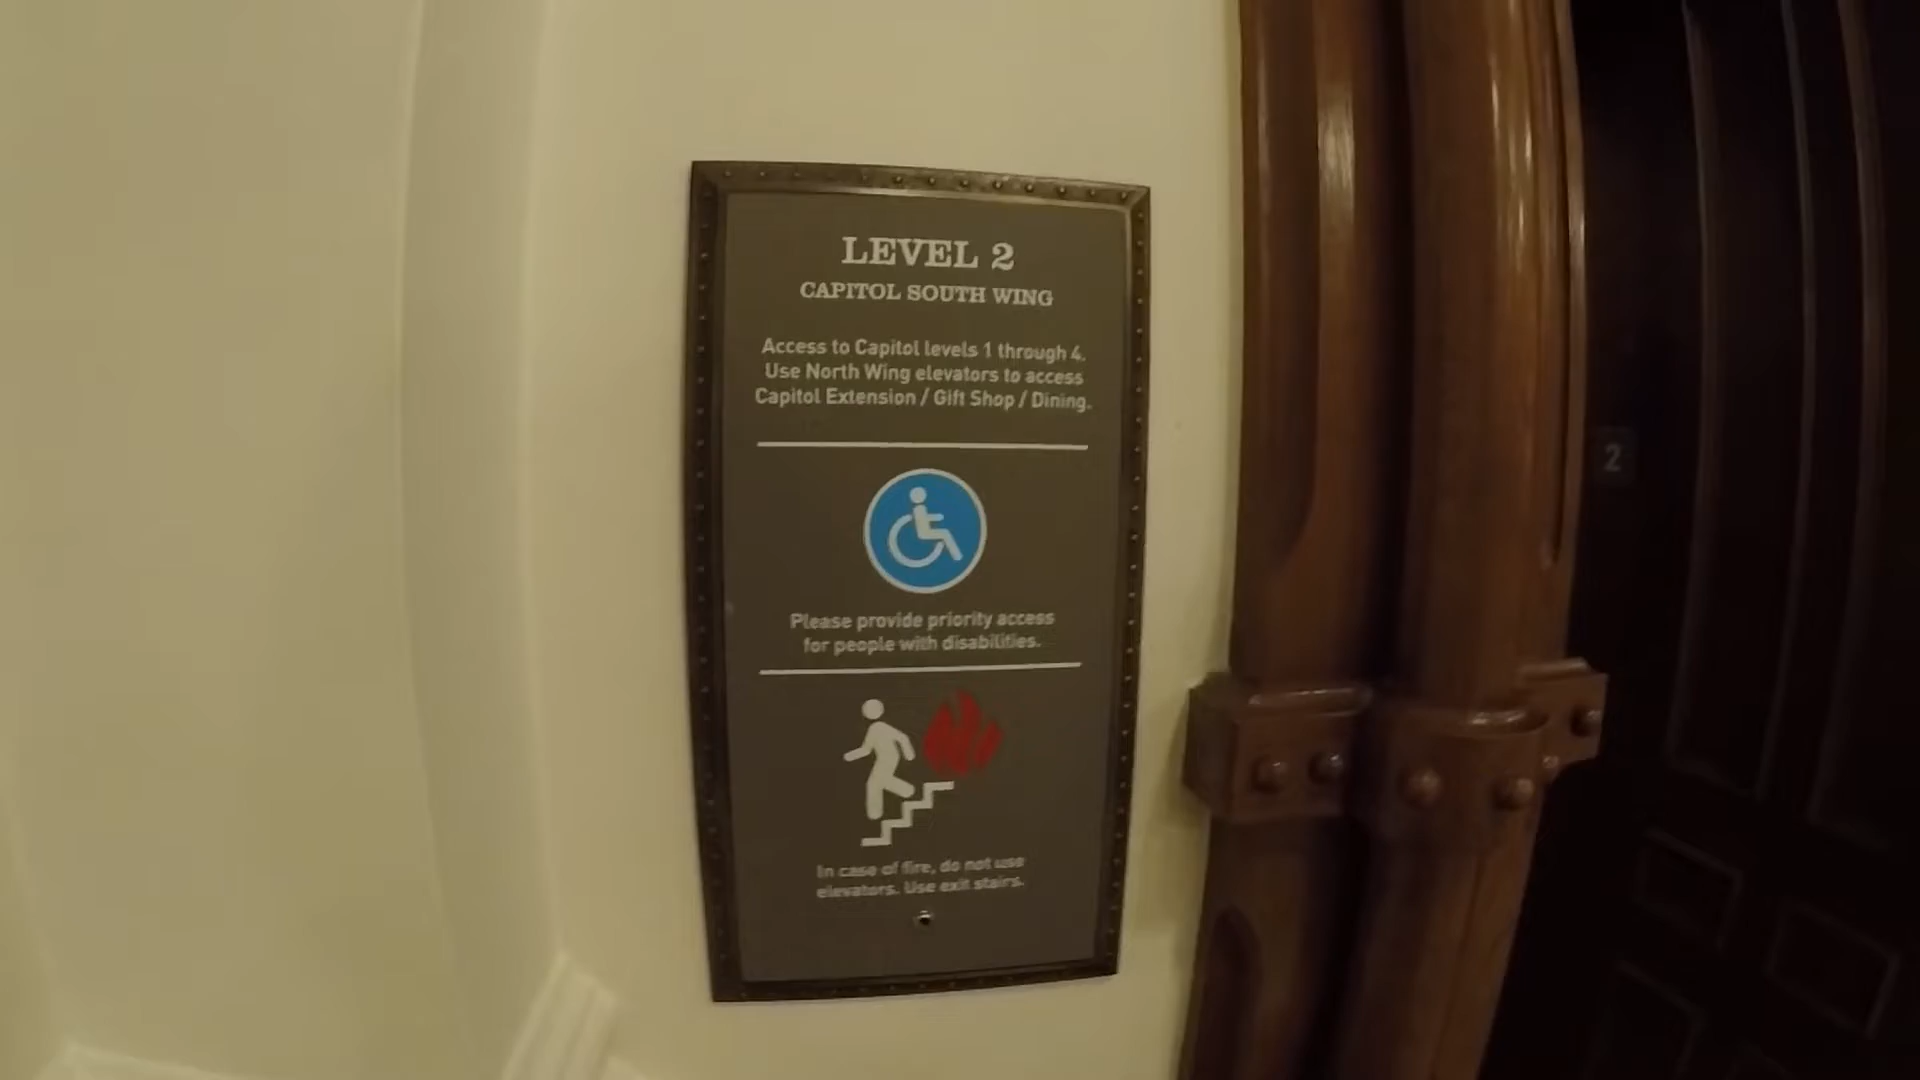 LEVEL 2
CAPITOL SOUTH WING
Access to Capitol levels 1 through 4.
Use North Wing elevators to access
Capitol Extension / Gift Shop / Dining.
Please provide priority access
for people with disabilities.
In case of fire, do not use
elevators. Use exit stairs.
2